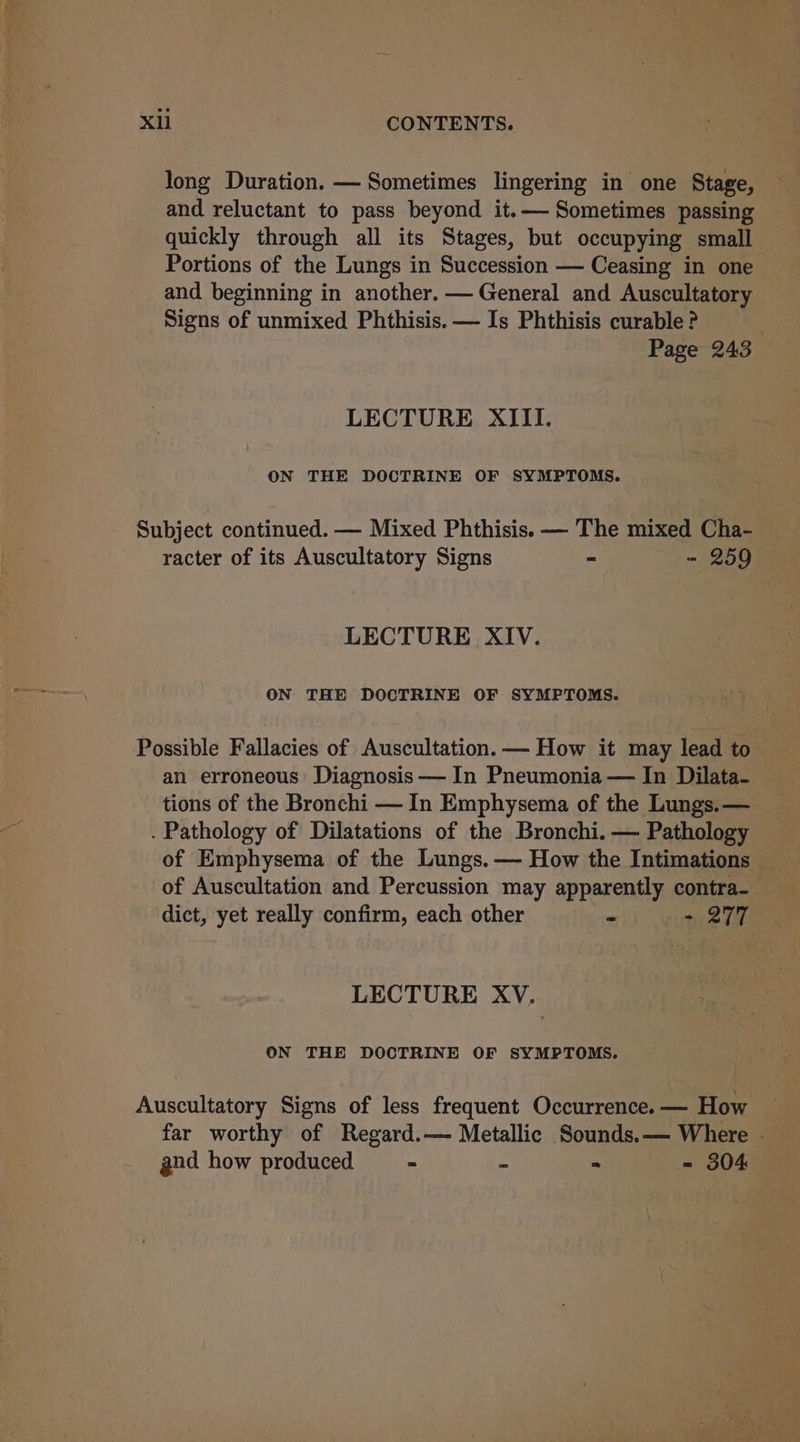 xii CONTENTS.
long Duration. — Sometimes lingering in one Stage,
and reluctant to pass beyond it. — Sometimes passing
quickly through all its Stages, but occupying small
Portions of the Lungs in Succession — Ceasing in one
and beginning in another. — General and Auscultatory
Signs of unmixed Phthisis. — Is Phthisis curable?
Page 243
LECTURE XIII.
ON THE DOCTRINE OF SYMPTOMS.
Subject continued. — Mixed Phthisis. — The mixed Cha-
racter of its Auscultatory Signs - - 259
LECTURE XIV.
ON THE DOCTRINE OF SYMPTOMS.
Possible Fallacies of Auscultation. — How it may lead to
an erroneous Diagnosis — In Pneumonia — In Dilata-
tions of the Bronchi — In Emphysema of the Lungs. —
Pathology of Dilatations of the Bronchi. — Pathology
of Emphysema of the Lungs. — How the Intimations
of Auscultation and Percussion may apparently contra-
dict, yet really confirm, each other - - 277
LECTURE XV.
ON THE DOCTRINE OF SYMPTOMS.
Auscultatory Signs of less frequent Occurrence. — How
far worthy of Regard. — Metallic Sounds. — Where
and how produced - - - - 304